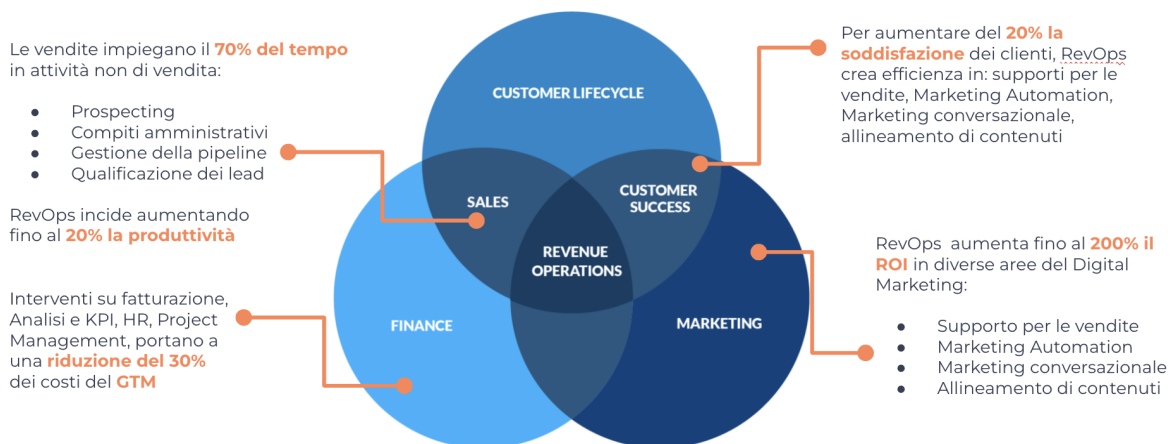 Le vendite impiegano il 70% del tempo
in attività non di vendita:
● Prospecting
● Compiti amministrativi
● Gestione della pipeline
● Qualificazione dei lead
RevOps incide aumentando
fino al 20% la produttività
Interventi su fatturazione,
Analisi e KPI, HR, Project
Management, portano a
una riduzione del 30%
dei costi del GTM
CUSTOMER LIFECYCLE
SALES
CUSTOMER
SUCCESS
REVENUE
OPERATIONS
FINANCE
MARKETING
Per aumentare del 20% la
soddisfazione dei clienti, RevOps
crea efficienza in: supporti per le
vendite, Marketing Automation,
Marketing conversazionale,
allineamento di contenuti
RevOps aumenta fino al 200% il
ROI in diverse aree del Digital
Marketing:
● Supporto per le vendite
● Marketing Automation
● Marketing conversazionale
● Allineamento di contenuti